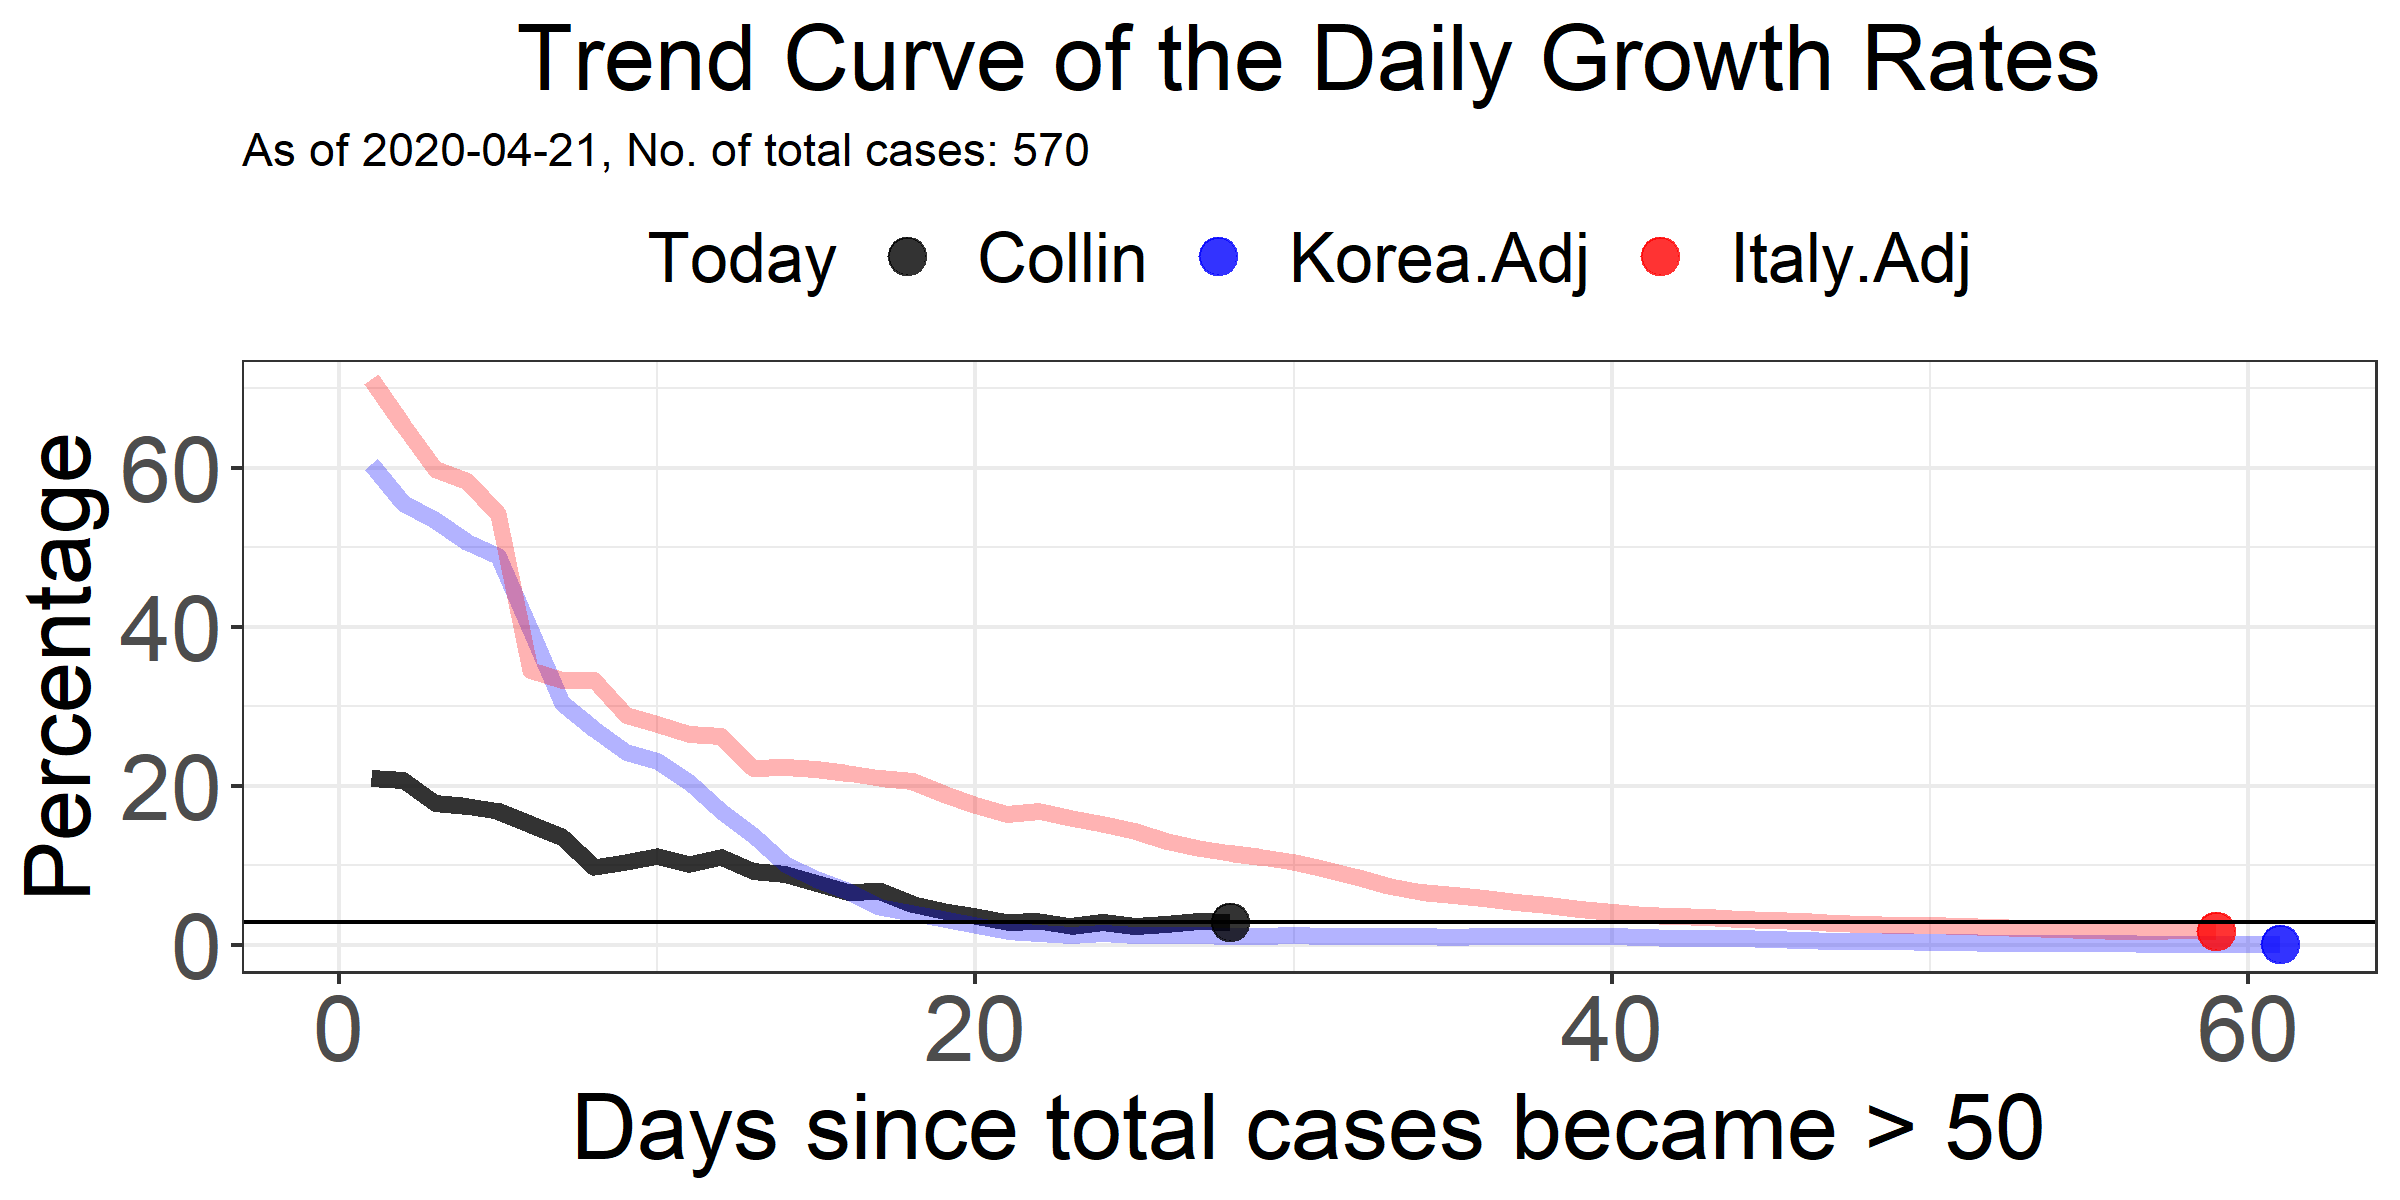 Trend Curve of the Daily Growth Rates
As of 2020-04-21, No. of total cases: 570
Today Collin Korea.Adj Italy.Adj
Percentage
60
40
20
0
0 20 40 60
Days since total cases became > 50